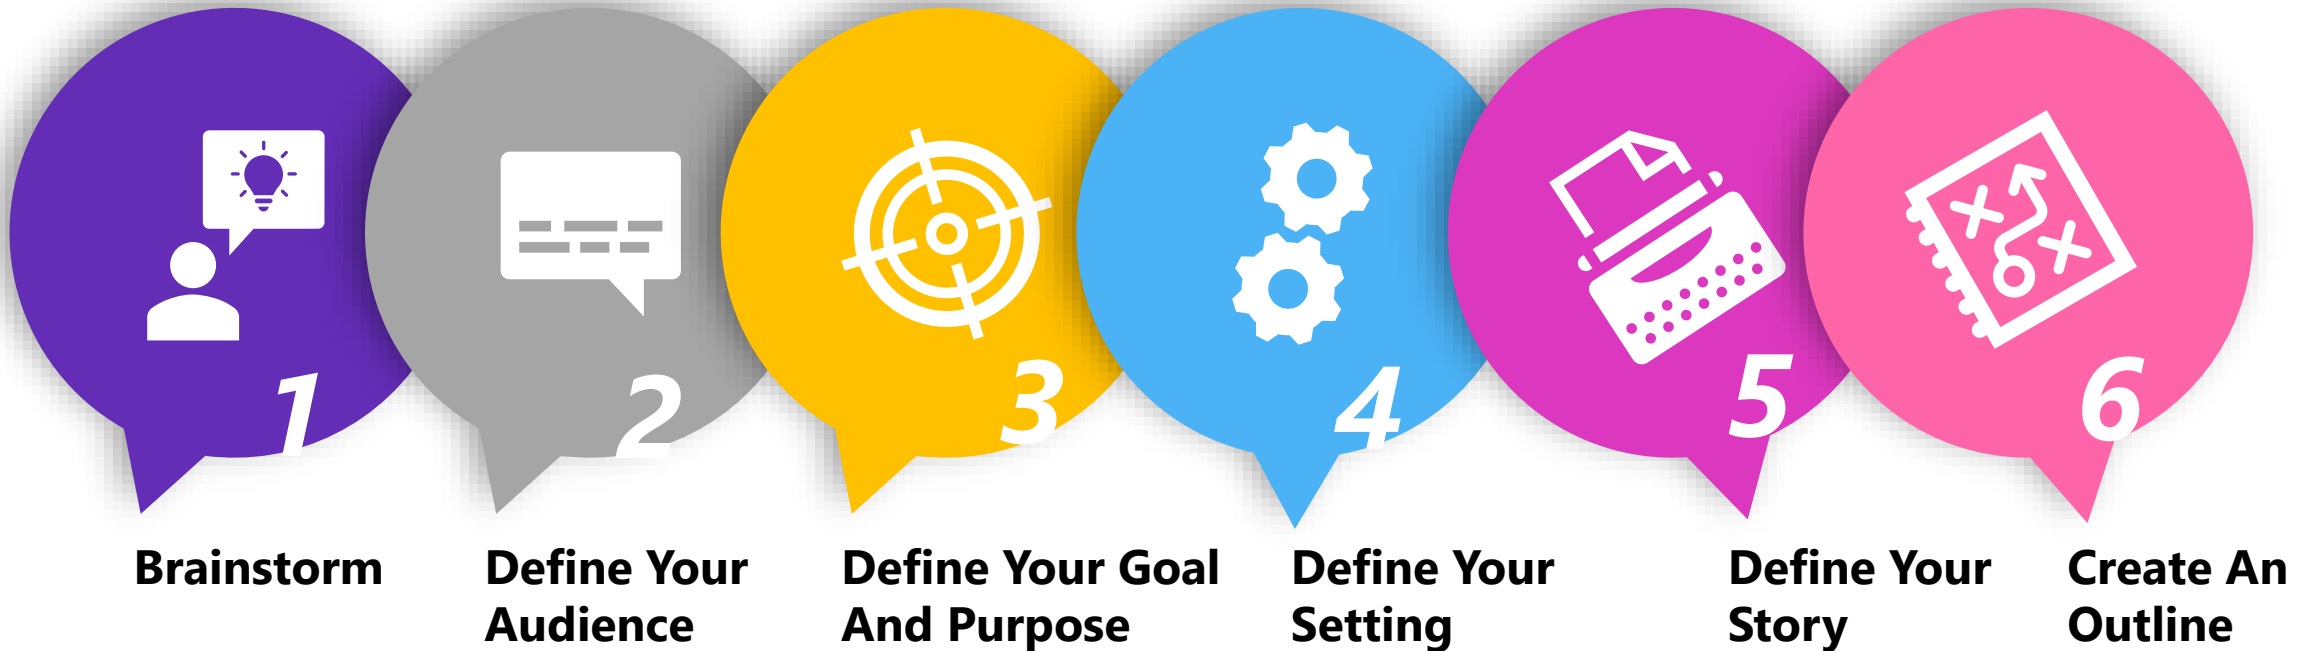 1
2
3
4
5
6
Brainstorm
Define Your
Audience
Define Your Goal
And Purpose
Define Your
Setting
Define Your
Story
Create An
Outline